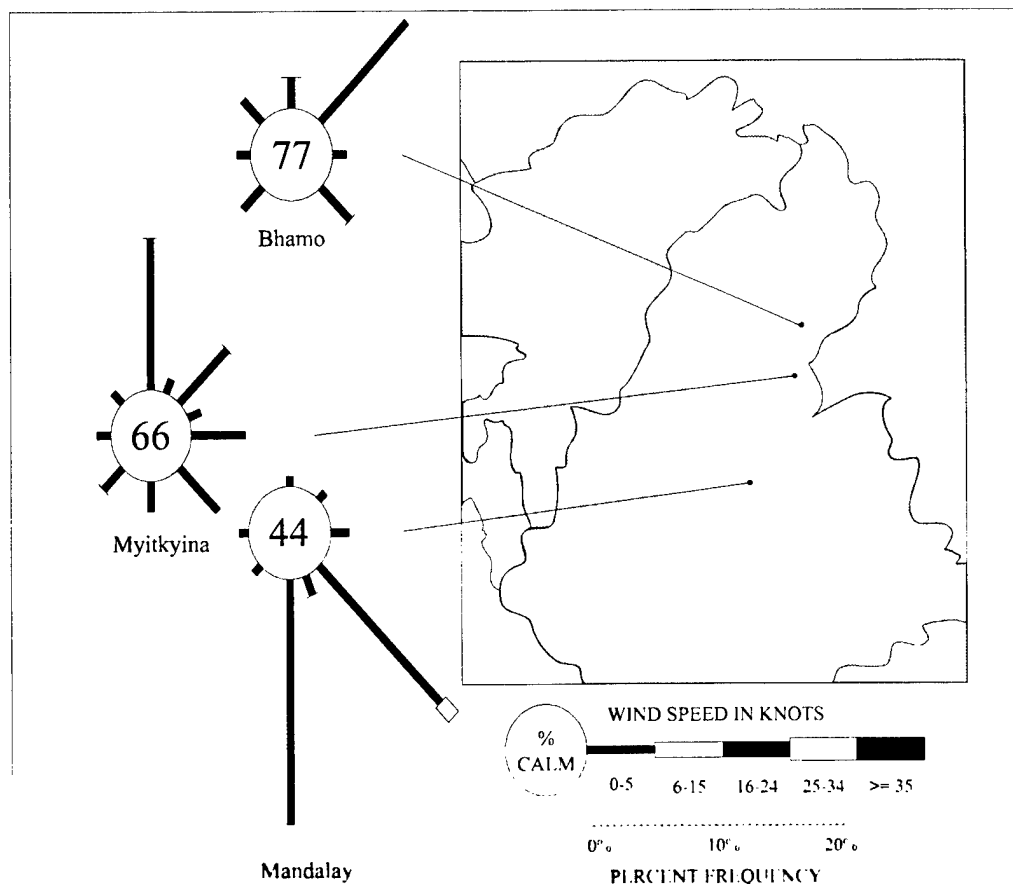 77
Bhamo
66
Myitkyina
44
Mandalay
WIND SPEED IN KNOTS
%
CALM
0-5 6-15 16-24 25-34 >= 35
0% 10% 20%
PERCENT FREQUENCY